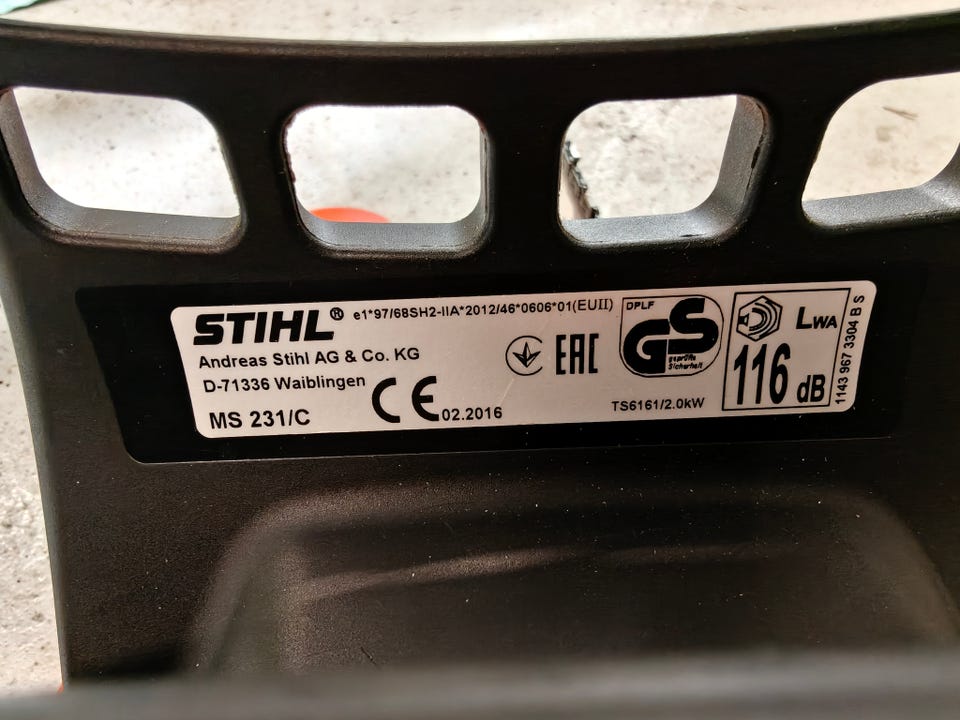 STIHL® e1*97/68SH2-IIA*2012/46*0606*01(EUII)
Andreas Stihl AG & Co. KG
D-71336 Waiblingen
MS 231/C
CE 02.2016
EAC
DPLF
GS
geprüfte
Sicherheit
TS6161/2.0kW
LWA
116 dB
1143 967 3304 B S